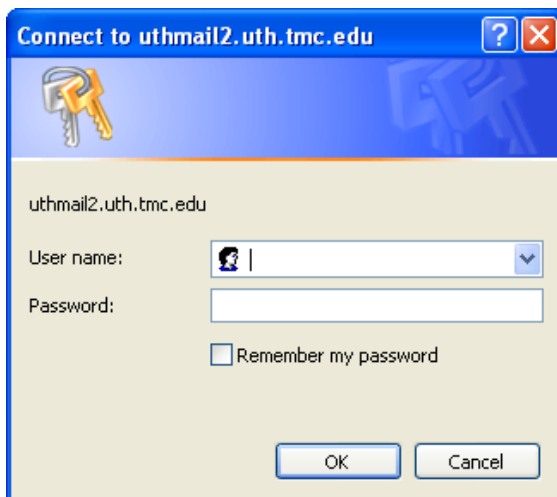 Connect to uthmail2.uth.tmc.edu
uthmail2.uth.tmc.edu
User name:
Password:
Remember my password
OK Cancel